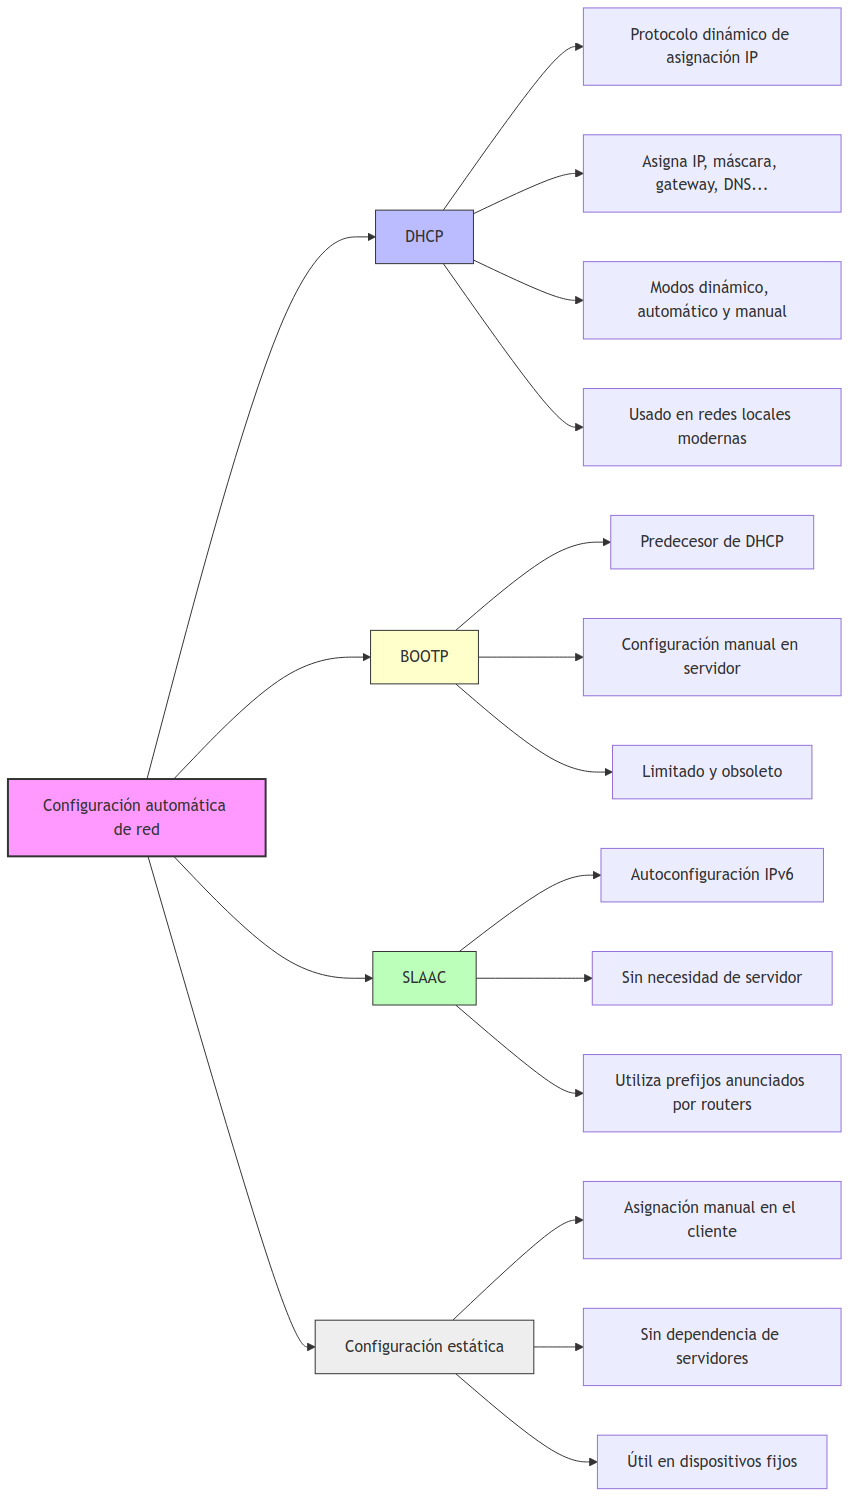 Configuración automática
de red
DHCP
Protocolo dinámico de
asignación IP
Asigna IP, máscara,
gateway, DNS...
Modos dinámico,
automático y manual
Usado en redes locales
modernas
BOOTP
Predecesor de DHCP
Configuración manual en
servidor
Limitado y obsoleto
SLAAC
Autoconfiguración IPv6
Sin necesidad de servidor
Utiliza prefijos anunciados
por routers
Configuración estática
Asignación manual en el
cliente
Sin dependencia de
servidores
Útil en dispositivos fijos